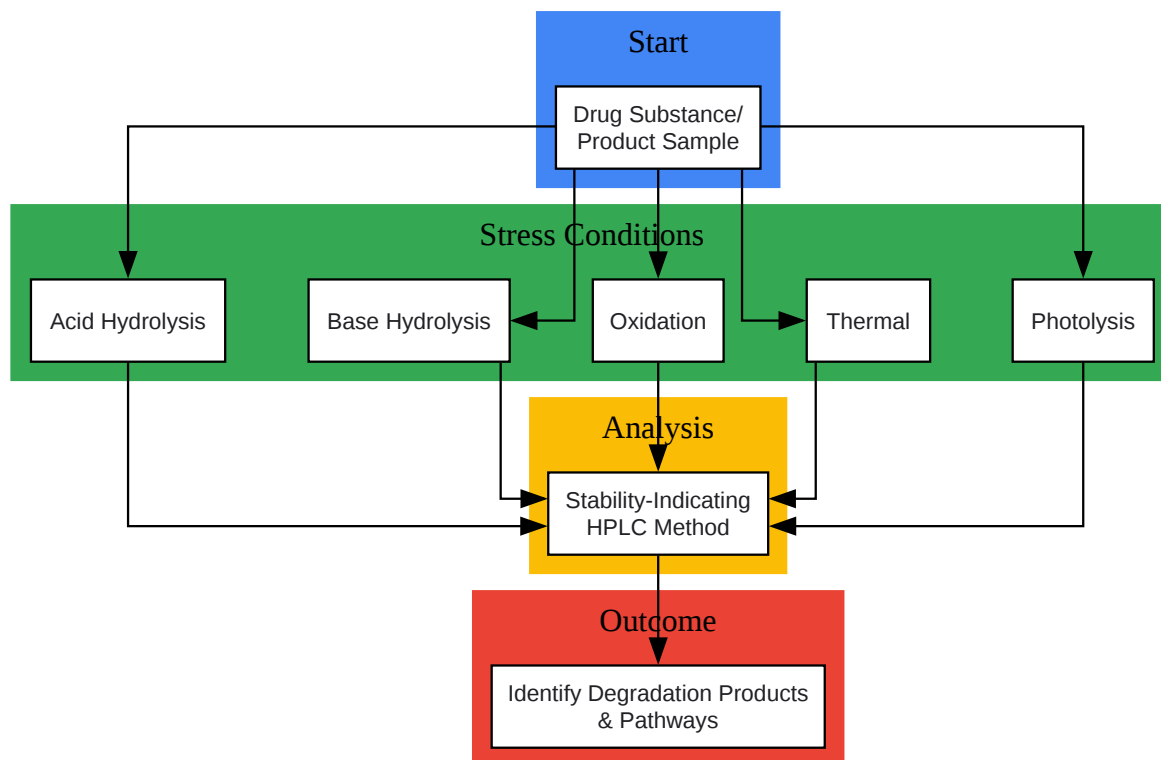 Start
Drug Substance/
Product Sample
Stress Conditions
Acid Hydrolysis
Base Hydrolysis
Oxidation
Thermal
Photolysis
Analysis
Stability-Indicating
HPLC Method
Outcome
Identify Degradation Products
& Pathways